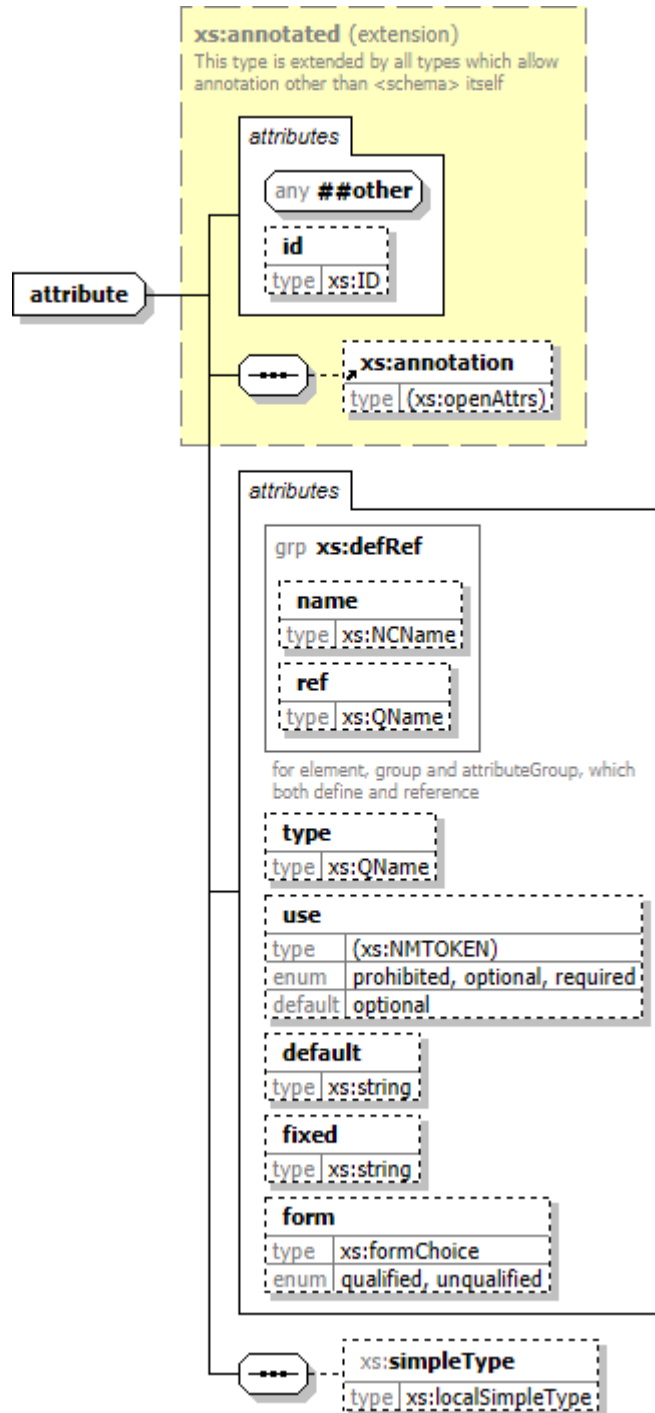 xs:annotated (extension)
This type is extended by all types which allow
annotation other than <schema> itself
attributes
any ##other
id
type xs:ID
attribute
xs:annotation
type (xs:openAttrs)
attributes
grp xs:defRef
name
type xs:NCName
ref
type xs:QName
for element, group and attributeGroup, which
both define and reference
type
type xs:QName
use
type (xs:NMTOKEN)
enum prohibited, optional, required
default optional
default
type xs:string
fixed
type xs:string
form
type xs:formChoice
enum qualified, unqualified
xs:simpleType
type xs:localSimpleType